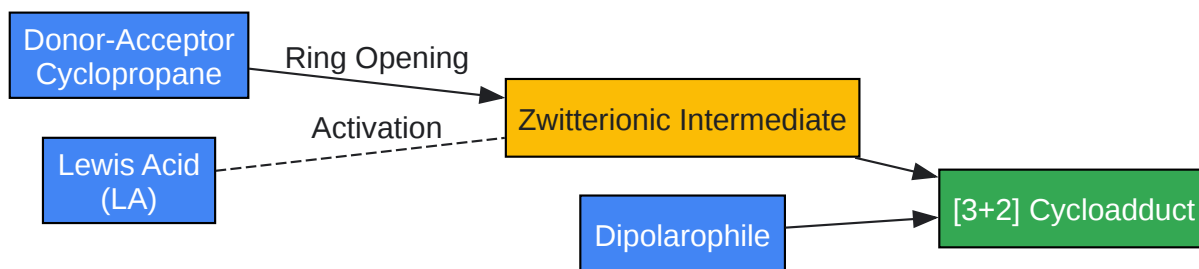 Donor-Acceptor
Cyclopropane
Ring Opening
Activation
Lewis Acid
(LA)
Zwitterionic Intermediate
Dipolarophile
[3+2] Cycloadduct